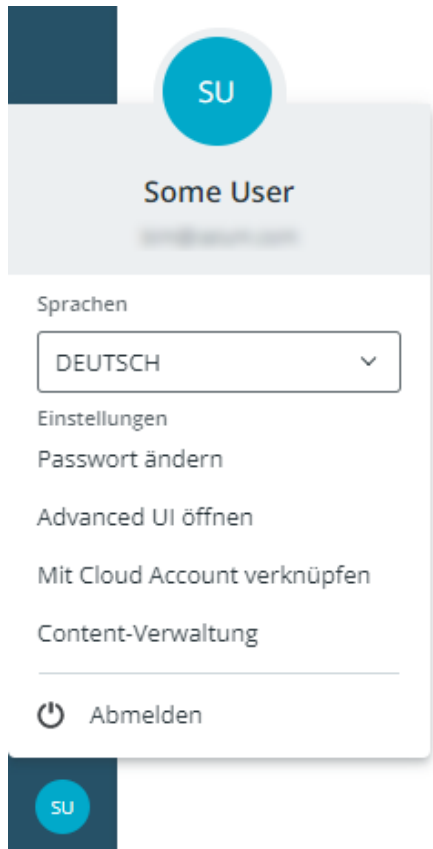 SU
Some User
Sprachen
DEUTSCH
Einstellungen
Passwort ändern
Advanced UI öffnen
Mit Cloud Account verknüpfen
Content-Verwaltung
Abmelden
SU